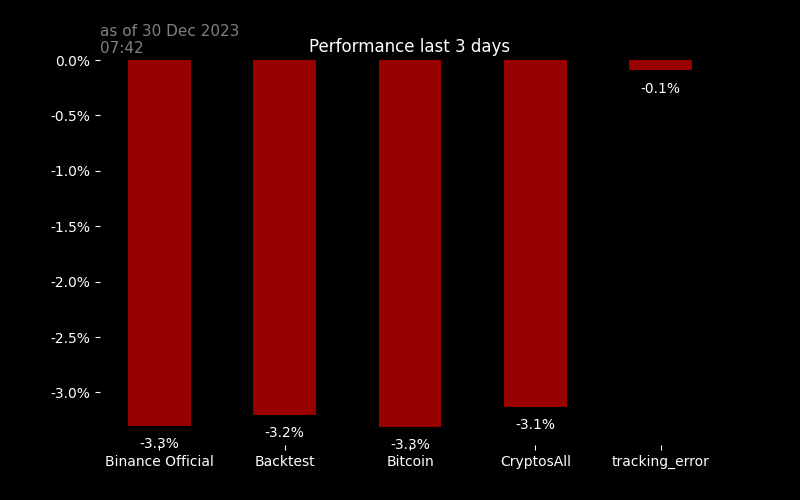 as of 30 Dec 2023
07:42
Performance last 3 days
0.0%
-0.5%
-1.0%
-1.5%
-2.0%
-2.5%
-3.0%
-3.3%
-3.2%
-3.3%
-3.1%
-0.1%
Binance Official
Backtest
Bitcoin
CryptosAll
tracking_error